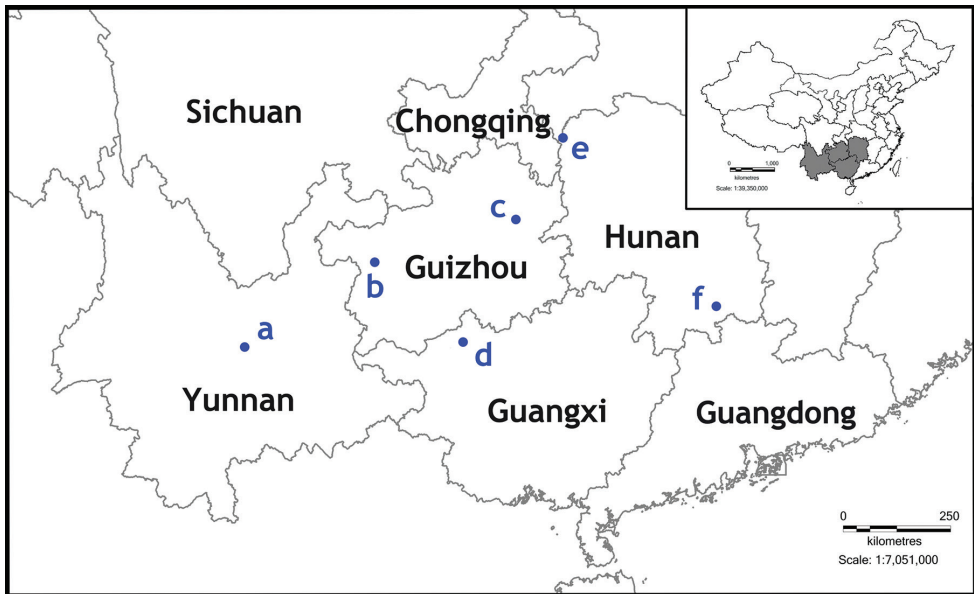 Sichuan
Chongqing
e
c
Hunan
Guizhou
b
f
a
d
Yunnan
Guangxi
Guangdong
0 1,000
kilometres
Scale: 1:39,350,000
0 250
kilometres
Scale: 1:7,051,000